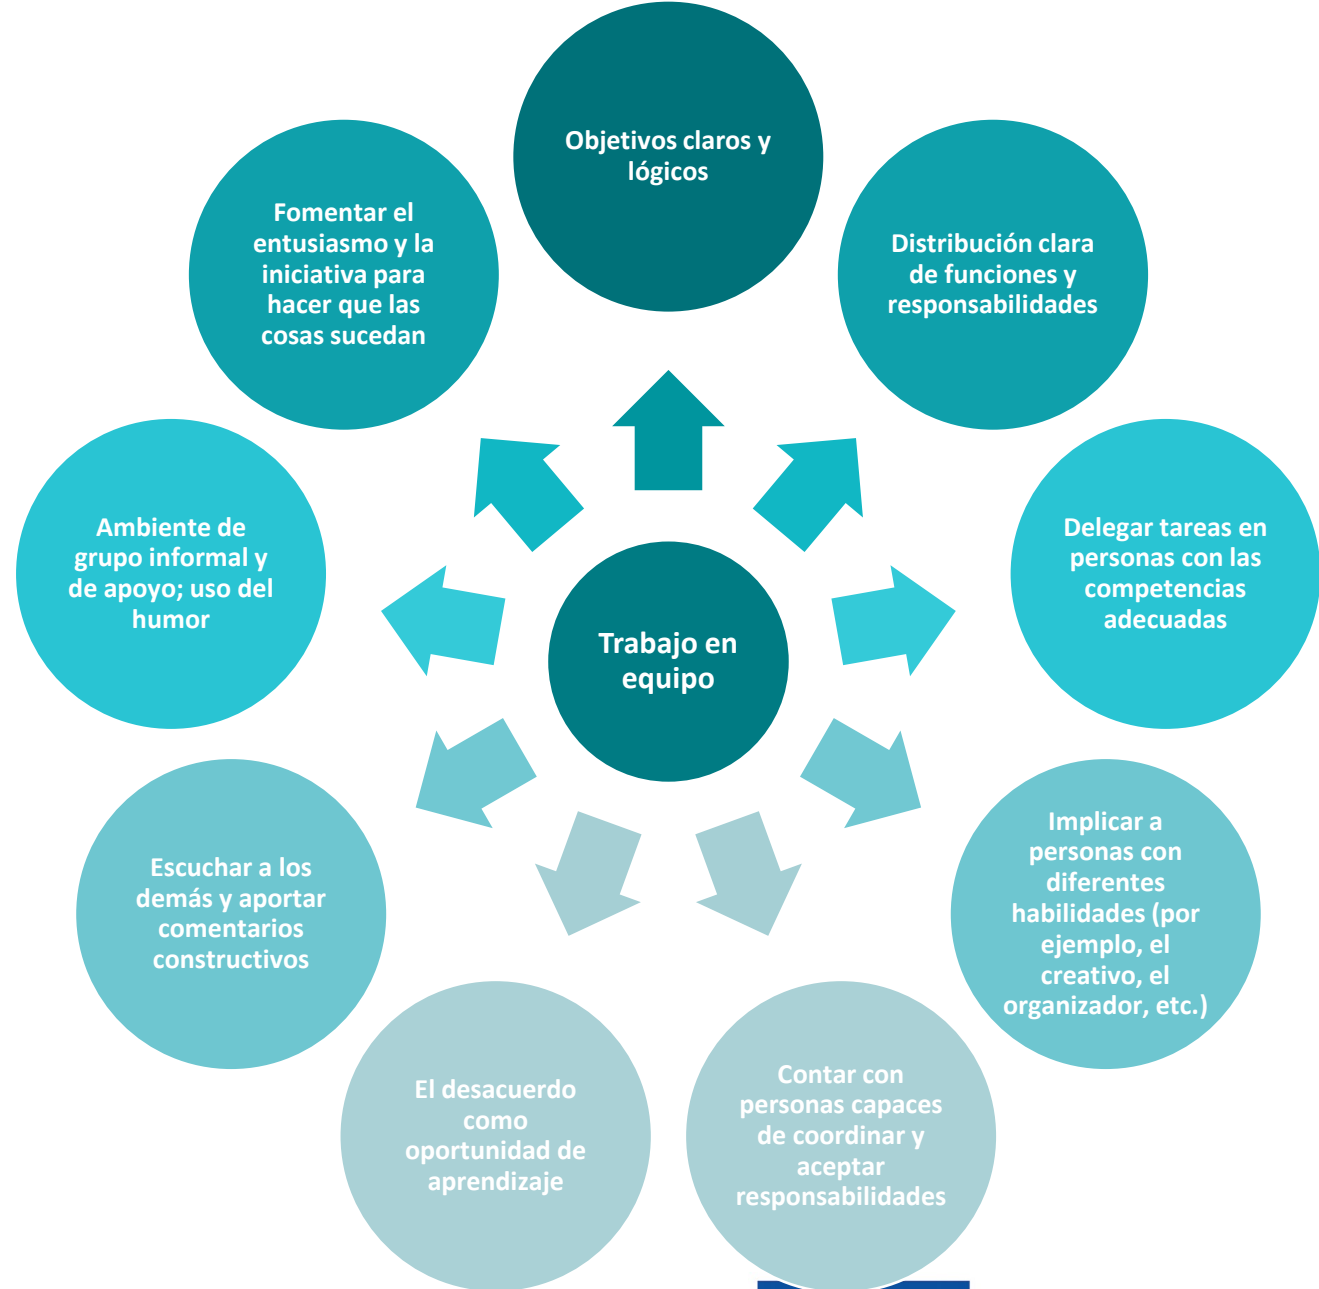 Objetivos claros y
lógicos
Distribución clara
de funciones y
responsabilidades
Delegar tareas en
personas con las
competencias
adecuadas
Implicar a
personas con
diferentes
habilidades (por
ejemplo, el
creativo, el
organizador, etc.)
Contar con
personas capaces
de coordinar y
aceptar
responsabilidades
El desacuerdo
como
oportunidad de
aprendizaje
Escuchar a los
demás y aportar
comentarios
constructivos
Ambiente de
grupo informal y
de apoyo; uso del
humor
Fomentar el
entusiasmo y la
iniciativa para
hacer que las
cosas sucedan
Trabajo en
equipo